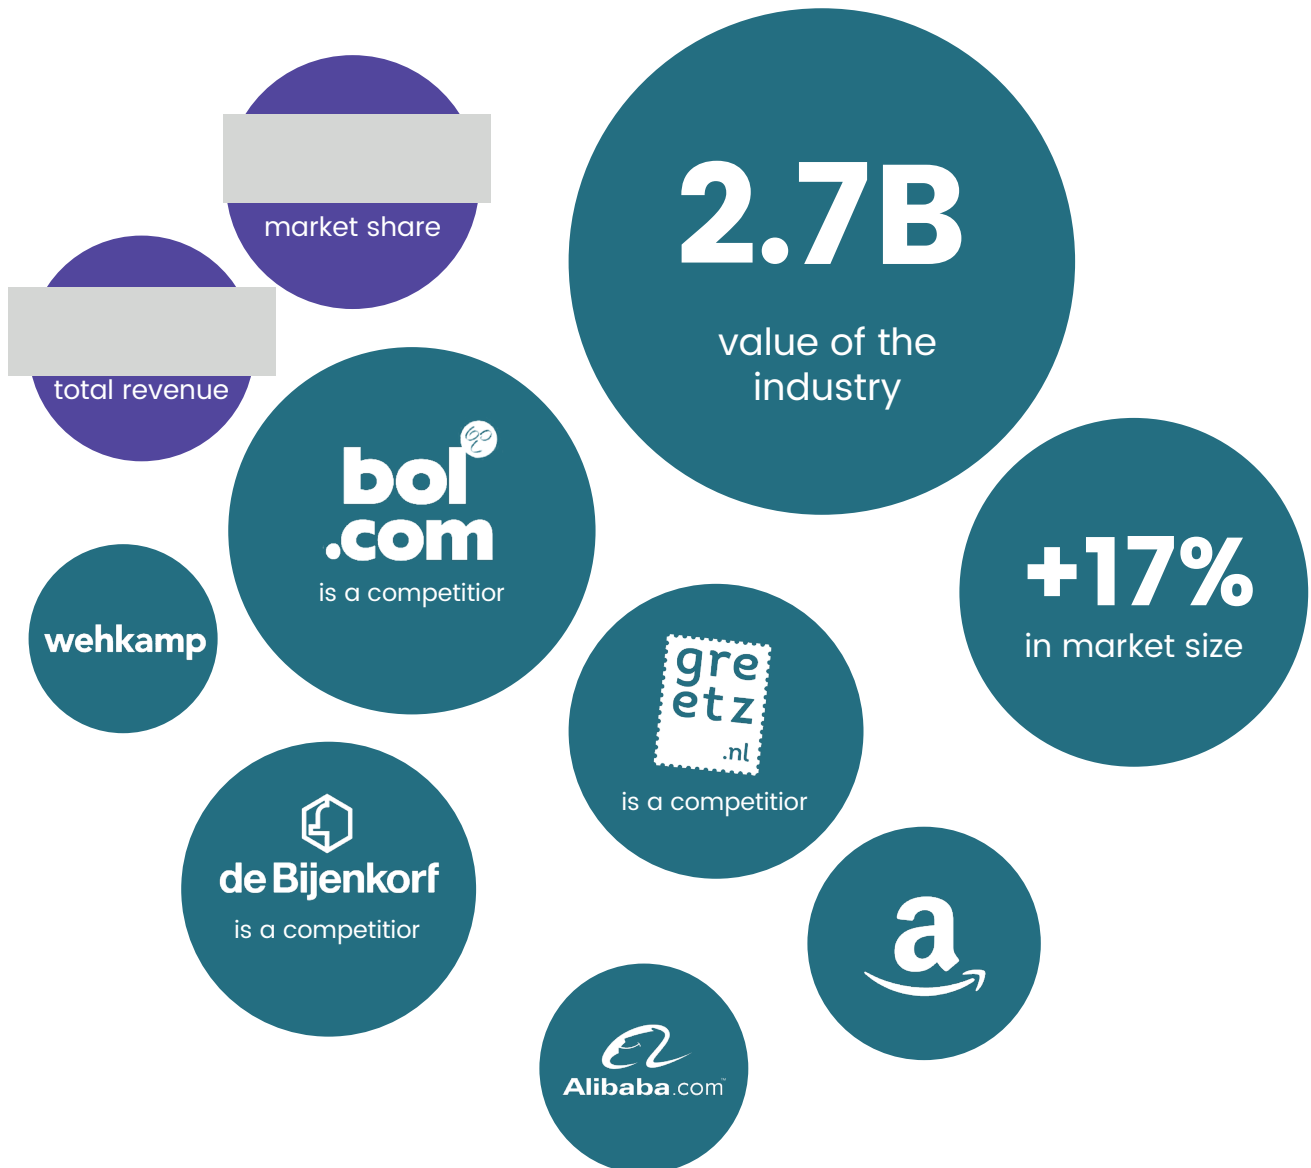 2.7B
value of the
industry
market share
total revenue
bol
.com
is a competitior
+17%
in market size
wehkamp
gre
etz
.nl
is a competitior
de Bijenkorf
is a competitior
a
Alibaba.com™